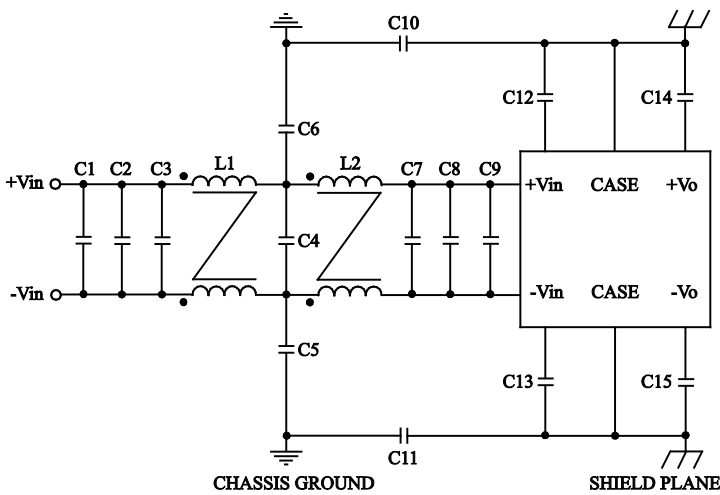 C10
C12
C14
C6
C1
C2
C3
L1
L2
C7
C8
C9
+Vin
+Vin
CASE
+Vo
C4
-Vin
-Vin
CASE
-Vo
C5
C13
C15
C11
CHASSIS GROUND
SHIELD PLANE